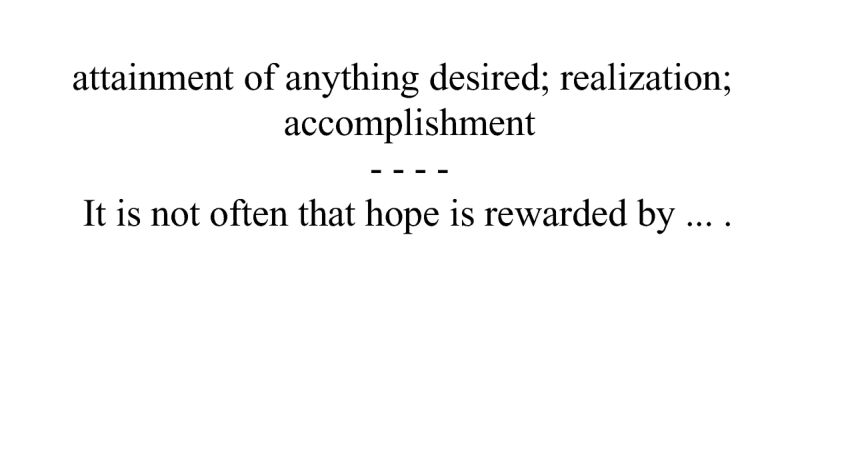 attainment of anything desired; realization;
accomplishment
- - - -
It is not often that hope is rewarded by ... .